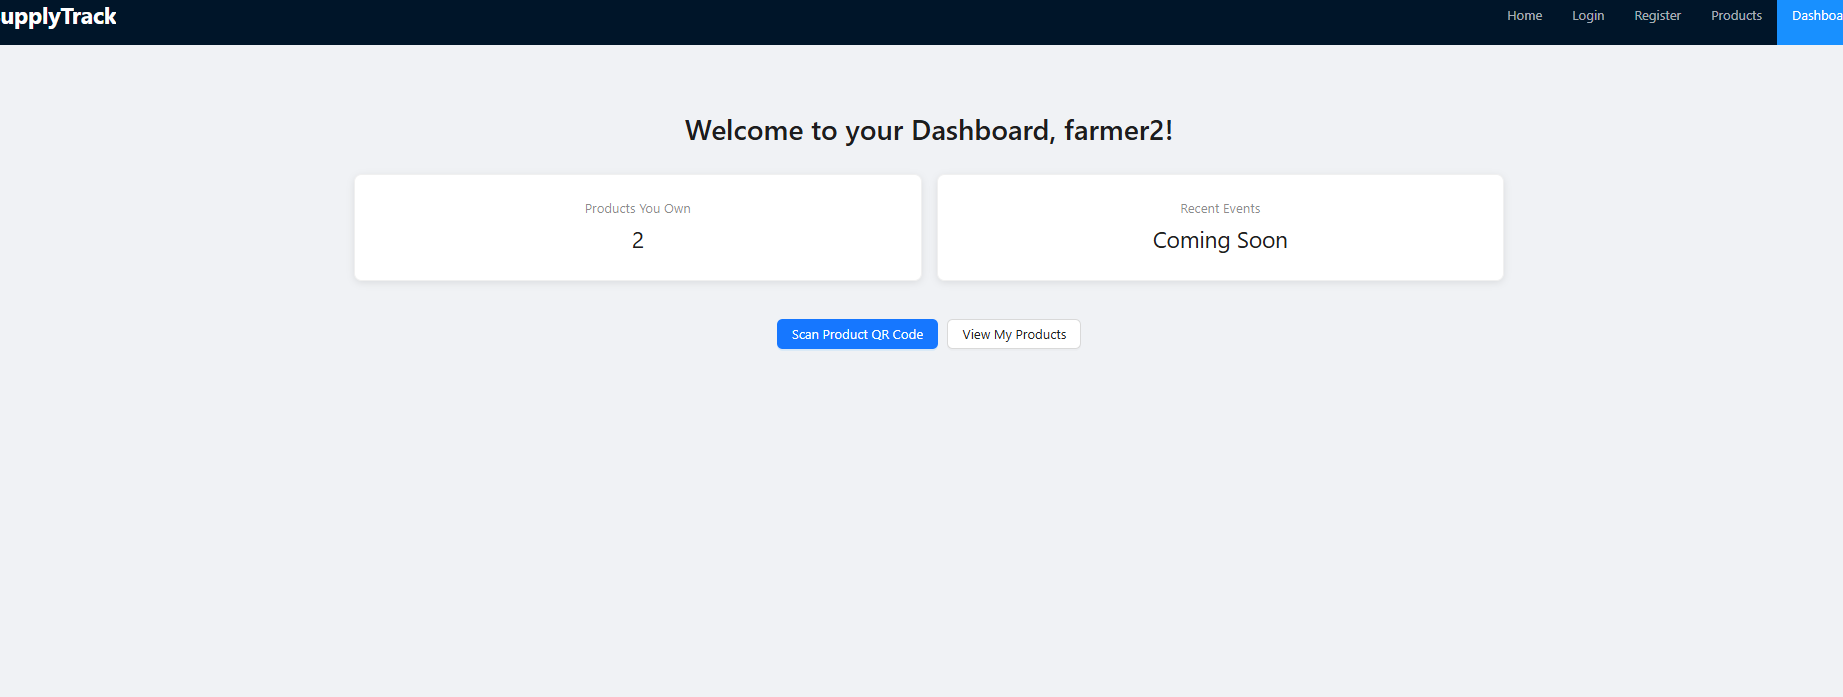 upplyTrack
Home Login Register Products Dashboa
Welcome to your Dashboard, farmer2!
Products You Own
2
Recent Events
Coming Soon
Scan Product QR Code
View My Products